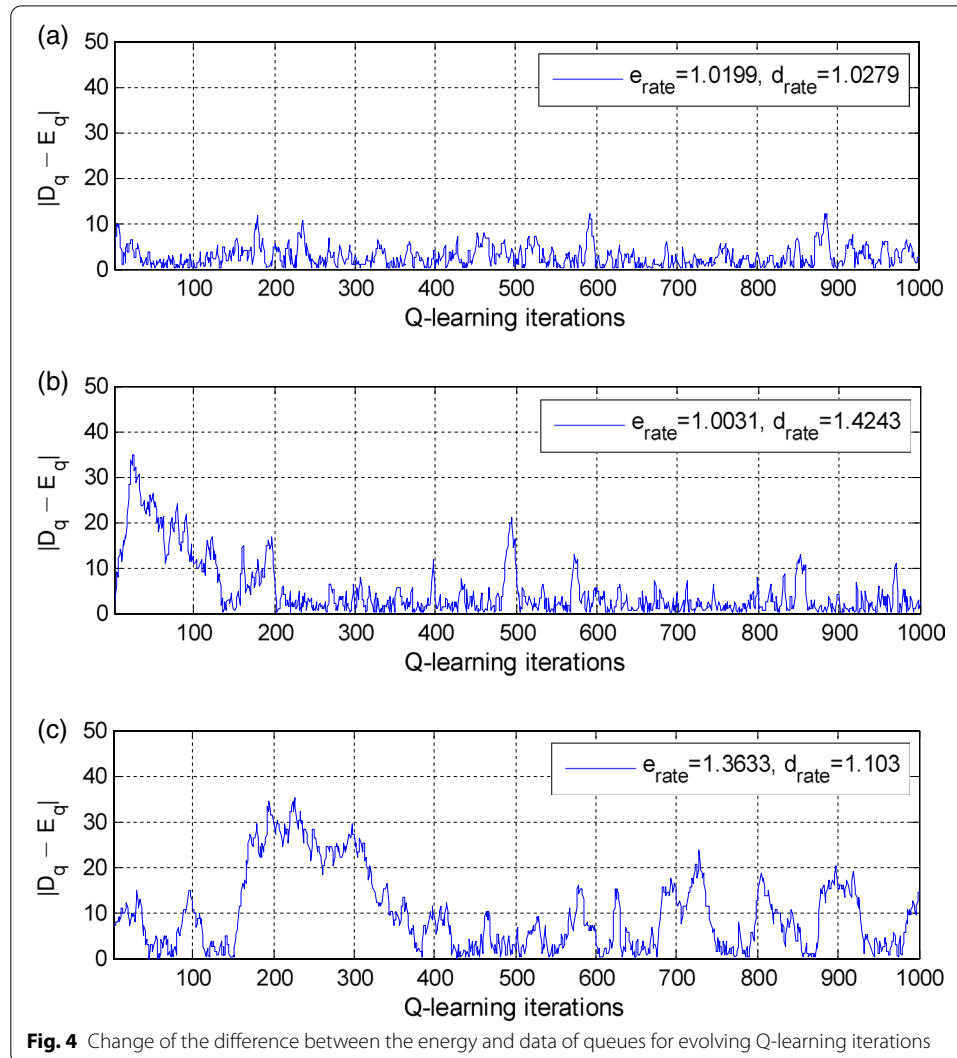 (a)
50
40
30
20
10
0
|D_q − E_q|
e_rate=1.0199, d_rate=1.0279
100 200 300 400 500 600 700 800 900 1000
Q-learning iterctions
(b)
50
40
30
20
10
0
|D_q − E_q|
e_rate=1.0031, d_rate=1.4243
100 200 300 400 500 600 700 800 900 1000
Q-learning iterations
(c)
50
40
30
20
10
0
|D_q − E_q|
e_rate=1.3633, d_rate=1.103
100 200 300 400 500 600 700 800 900 1000
Q-learning iterations
Fig. 4 Change of the difference between the energy and data of queues for evolving Q-learning iterations